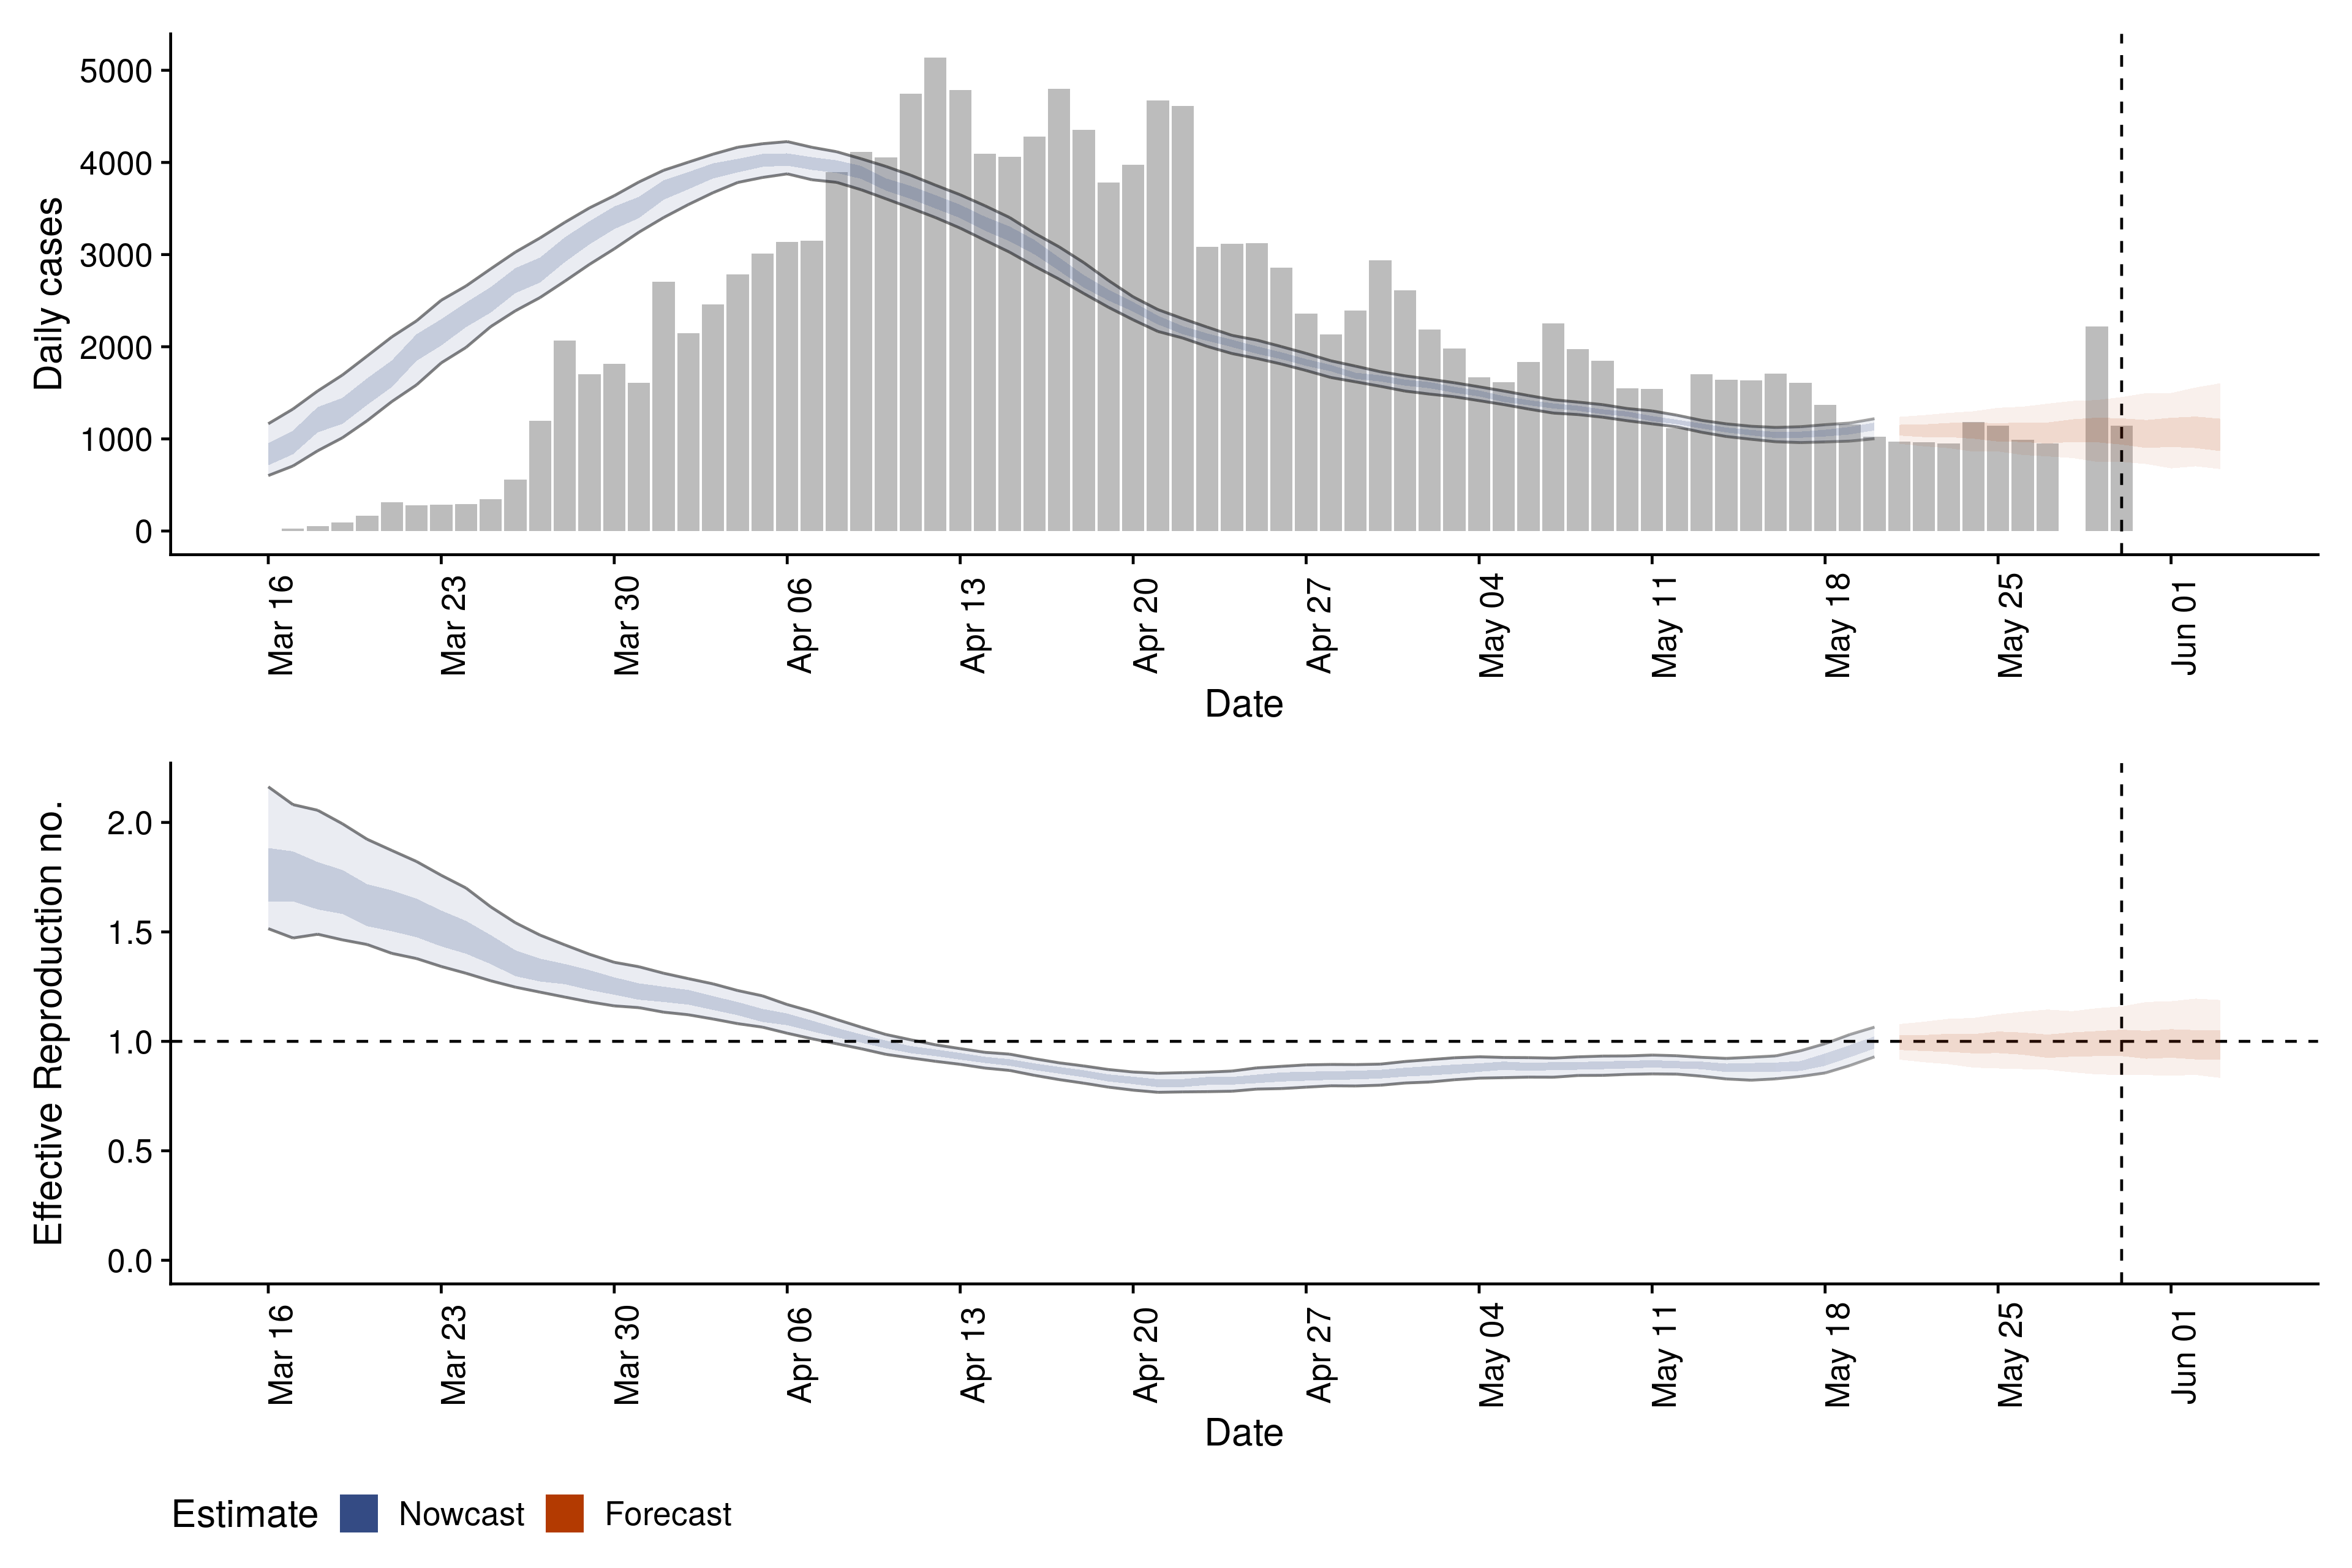 Daily cases
5000
4000
3000
2000
1000
0
Mar 16 Mar 23 Mar 30 Apr 06 Apr 13 Apr 20 Apr 27 May 04 May 11 May 18 May 25 Jun 01
Date
Effective Reproduction no.
2.0
1.5
1.0
0.5
0.0
Mar 16 Mar 23 Mar 30 Apr 06 Apr 13 Apr 20 Apr 27 May 04 May 11 May 18 May 25 Jun 01
Date
Estimate Nowcast Forecast